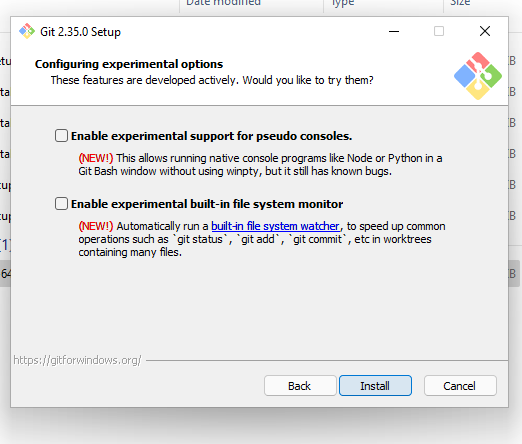 Date modified Type Size
Git 2.35.0 Setup
Configuring experimental options
These features are developed actively. Would you like to try them?
Enable experimental support for pseudo consoles.
(NEW!) This allows running native console programs like Node or Python in a
Git Bash window without using winpty, but it still has known bugs.
Enable experimental built-in file system monitor
(NEW!) Automatically run a built-in file system watcher, to speed up common
operations such as `git status`, `git add`, `git commit`, etc in worktrees
containing many files.
https://gitforwindows.org/
Back Install Cancel